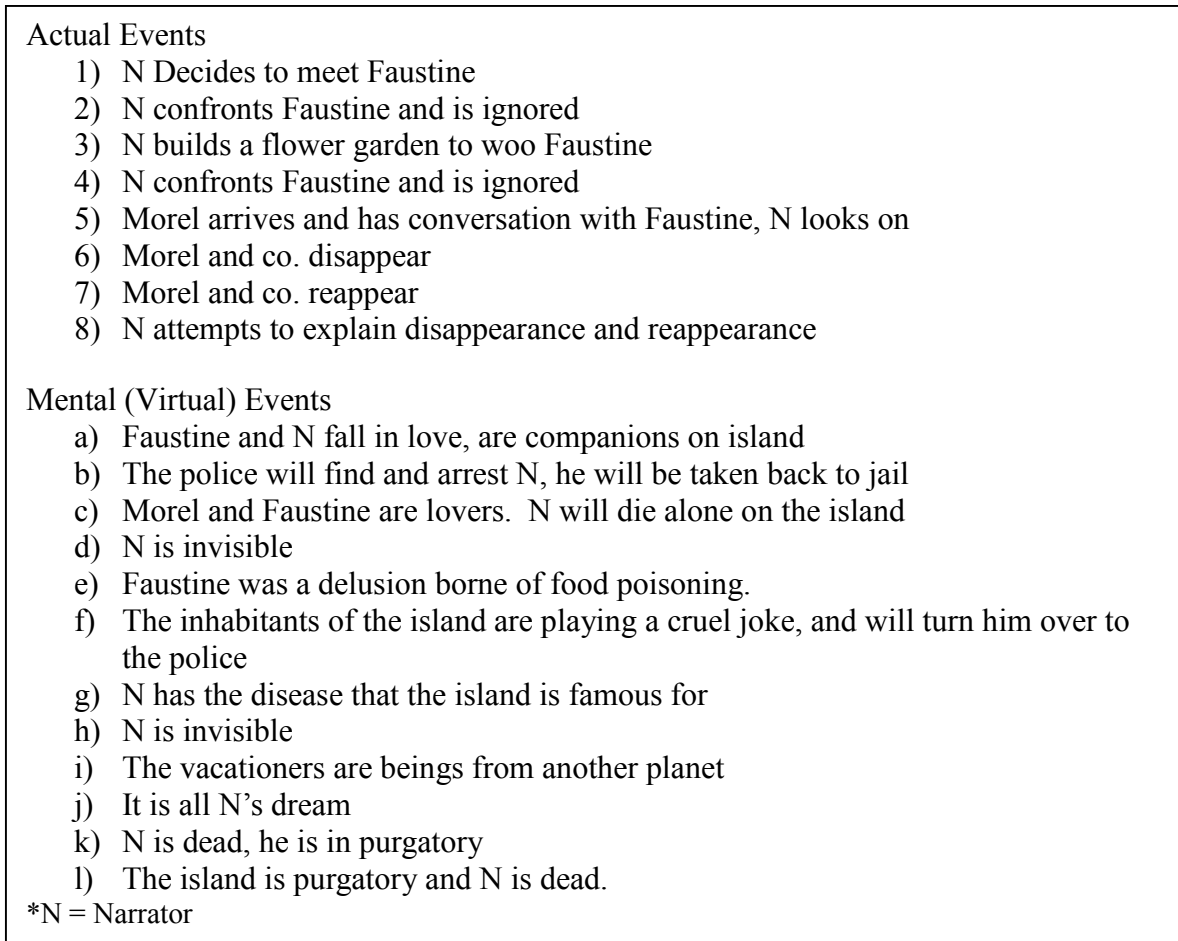 Actual Events
1) N Decides to meet Faustine
2) N confronts Faustine and is ignored
3) N builds a flower garden to woo Faustine
4) N confronts Faustine and is ignored
5) Morel arrives and has conversation with Faustine, N looks on
6) Morel and co. disappear
7) Morel and co. reappear
8) N attempts to explain disappearance and reappearance
Mental (Virtual) Events
a) Faustine and N fall in love, are companions on island
b) The police will find and arrest N, he will be taken back to jail
c) Morel and Faustine are lovers.  N will die alone on the island
d) N is invisible
e) Faustine was a delusion borne of food poisoning.
f) The inhabitants of the island are playing a cruel joke, and will turn him over to
the police
g) N has the disease that the island is famous for
h) N is invisible
i) The vacationers are beings from another planet
j) It is all N’s dream
k) N is dead, he is in purgatory
l) The island is purgatory and N is dead.
*N = Narrator